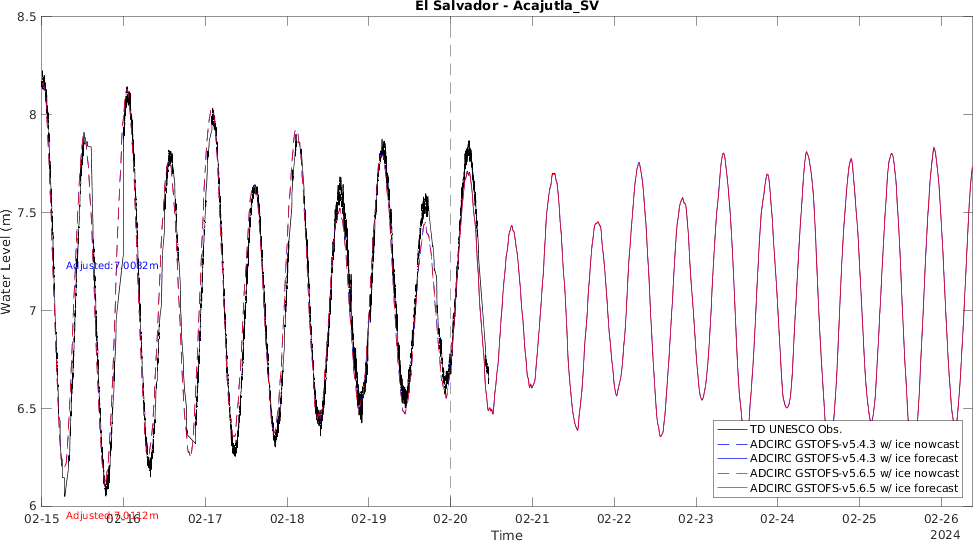 El Salvador - Acajutla_SV
8.5
8
7.5
7
6.5
6
Water Level (m)
Adjusted:7.0082m
Adjusted:7.0112m
TD UNESCO Obs.
ADCIRC GSTOFS-v5.4.3 w/ ice nowcast
ADCIRC GSTOFS-v5.4.3 w/ ice forecast
ADCIRC GSTOFS-v5.6.5 w/ ice nowcast
ADCIRC GSTOFS-v5.6.5 w/ ice forecast
02-15 02-16 02-17 02-18 02-19 02-20 02-21 02-22 02-23 02-24 02-25 02-26
Time
2024